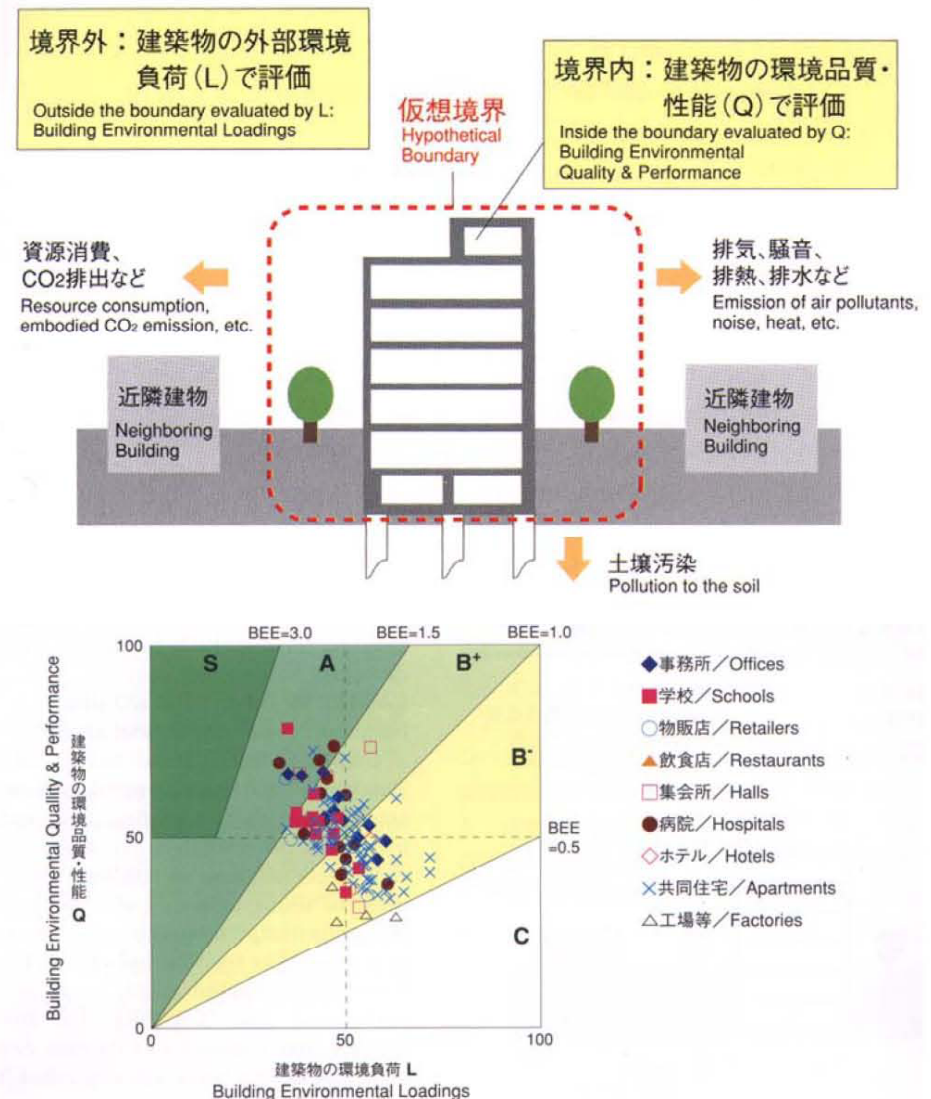 境界外：建築物の外部環境
負荷（L）で評価
Outside the boundary evaluated by L:
Building Environmental Loadings
境界内：建築物の環境品質・
性能（Q）で評価
Inside the boundary evaluated by Q:
Building Environmental
Quality & Performance
仮想境界
Hypothetical
Boundary
資源消費、
CO2排出など
Resource consumption,
embodied CO₂ emission, etc.
排気、騒音、
排熱、排水など
Emission of air pollutants,
noise, heat, etc.
近隣建物
Neighboring
Building
近隣建物
Neighboring
Building
土壌汚染
Pollution to the soil
BEE=3.0 BEE=1.5 BEE=1.0
100
S A B⁺
B⁻
50
BEE
=0.5
C
0
0 50 100
建築物の環境品質・性能 Q
Building Environmental Quallity & Performance
建築物の環境負荷 L
Building Environmental Loadings
事務所／Offices
学校／Schools
物販店／Retailers
飲食店／Restaurants
集会所／Halls
病院／Hospitals
ホテル／Hotels
共同住宅／Apartments
工場等／Factories